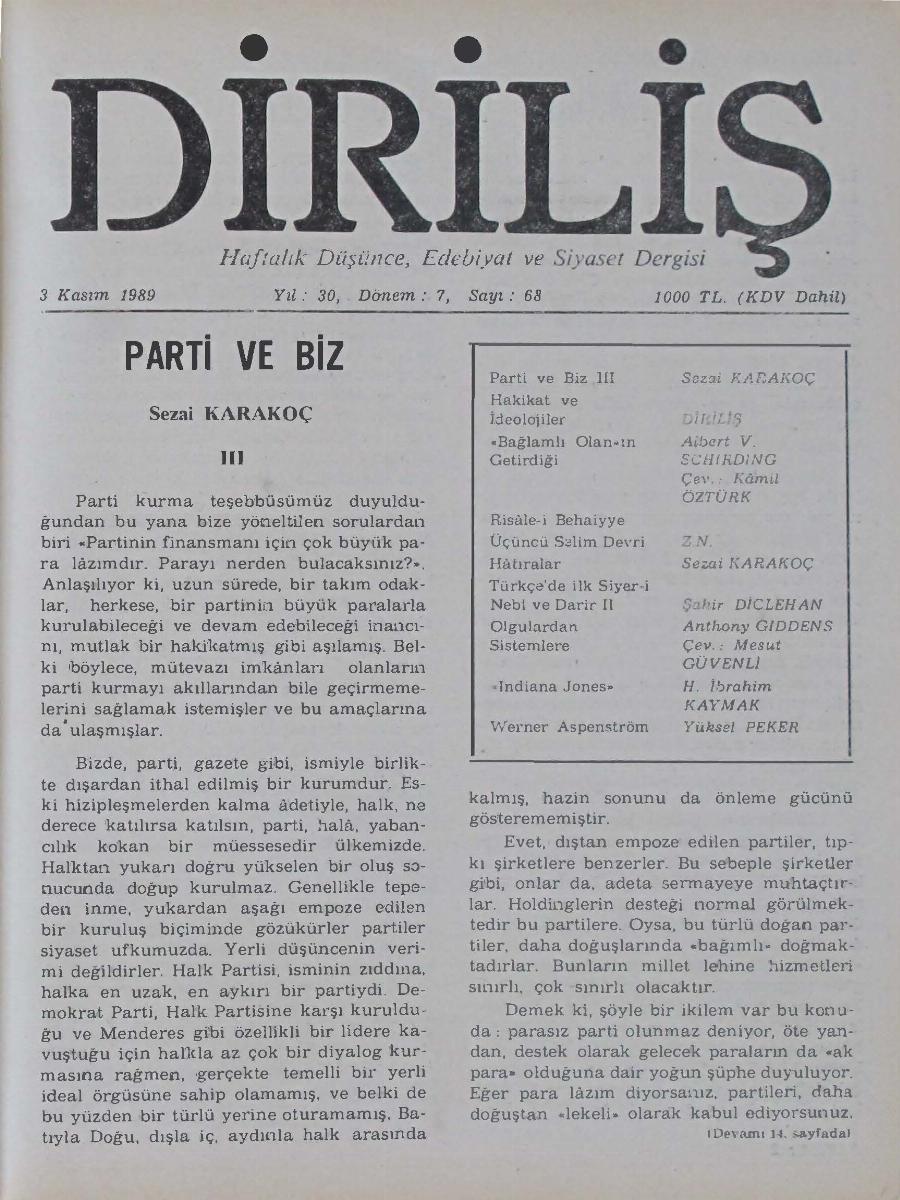 DİRİLİŞ
Haftalık Düşünce, Edebiyat ve Siyaset Dergisi
3 Kasım 1989 Yıl : 30, Dönem : 7, Sayı : 68 1000 TL. (KDV Dahil)
PARTİ VE BİZ
Sezai KARAKOÇ
III
Parti kurma teşebbüsümüz duyuldu-
ğundan bu yana bize yöneltilen sorulardan
biri «Partinin finansmanı için çok büyük pa-
ra lâzımdır. Parayı nerden bulacaksınız?».
Anlaşılıyor ki, uzun sürede, bir takım odak-
lar, herkese, bir partinin büyük paralarla
kurulabileceği ve devam edebileceği inancı-
nı, mutlak bir hakikatmış gibi aşılamış. Bel-
ki böylece, mütevazı imkânları olanların
parti kurmayı akıllarından bile geçirmeme-
lerini sağlamak istemişler ve bu amaçlarına
da ulaşmışlar.
Bizde, parti, gazete gibi, ismiyle birlik-
te dışardan ithal edilmiş bir kurumdur. Es-
ki hizipleşmelerden kalma âdetiyle, halk, ne
derece katılırsa katılsın, parti, halâ, yaban-
cılık kokan bir müessesedir ülkemizde.
Halktan yukarı doğru yükselen bir oluş so-
nucunda doğup kurulmaz. Genellikle tepe-
den inme, yukardan aşağı empoze edilen
bir kuruluş biçiminde gözükürler partiler
siyaset ufkumuzda. Yerli düşüncenin veri-
mi değildirler. Halk Partisi, isminin zıddına,
halka en uzak, en aykırı bir partiydi. De-
mokrat Parti, Halk Partisine karşı kuruldu-
ğu ve Menderes gibi özellikli bir lidere ka-
vuştuğu için halkla az çok bir diyalog kur-
masına rağmen, gerçekte temelli bir yerli
ideal örgüsüne sahip olamamış, ve belki de
bu yüzden bir türlü yerine oturamamış. Ba-
tıyla Doğu, dışla iç, aydınla halk arasında
Parti ve Biz III Sezai KARAKOÇ
Hakikat ve
İdeolojiler DİRİLİŞ
«Bağlamlı Olan»ın Albert V.
Getirdiği SCHIRDING
Çev. : Kâmil
ÖZTÜRK
Risâle-i Behaiyye
Üçüncü Selim Devri Z.N.
Hâtıralar Sezai KARAKOÇ
Türkçe'de ilk Siyer-i
Nebi ve Darir II Şahir DİCLEHAN
Olgulardan Anthony GIDDENS
Sistemlere Çev. : Mesut
GÜVENLİ
«Indiana Jones» H. İbrahim
KAYMAK
Werner Aspenström Yüksel PEKER
kalmış, hazin sonunu da önleme gücünü
gösterememiştir.
Evet, dıştan empoze edilen partiler, tıp-
kı şirketlere benzerler. Bu sebeple şirketler
gibi, onlar da, adeta sermayeye muhtaçtır-
lar. Holdinglerin desteği normal görülmek-
tedir bu partilere. Oysa, bu türlü doğan par-
tiler, daha doğuşlarında «bağımlı» doğmak-
tadırlar. Bunların millet lehine hizmetleri
sınırlı, çok sınırlı olacaktır.
Demek ki, şöyle bir ikilem var bu konu-
da : parasız parti olunmaz deniyor, öte yan-
dan, destek olarak gelecek paraların da «ak
para» olduğuna dair yoğun şüphe duyuluyor.
Eğer para lâzım diyorsanız, partileri, daha
doğuştan «lekeli» olarak kabul ediyorsunuz.
(Devamı 14. sayfada)